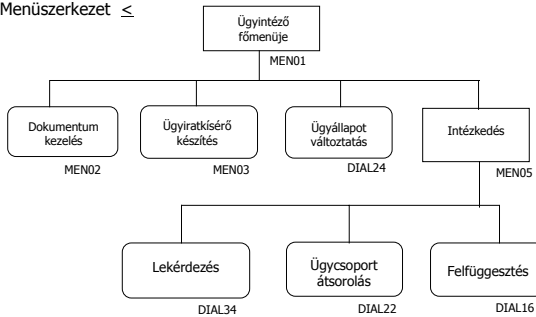 Menüszerkezet <
Ügyintéző
főmenüje
MEN01
Dokumentum
kezelés
MEN02
Ügyiratkísérő
készítés
MEN03
Ügyállapot
változtatás
DIAL24
Intézkedés
MEN05
Lekérdezés
DIAL34
Ügycsoport
átsorolás
DIAL22
Felfüggesztés
DIAL16